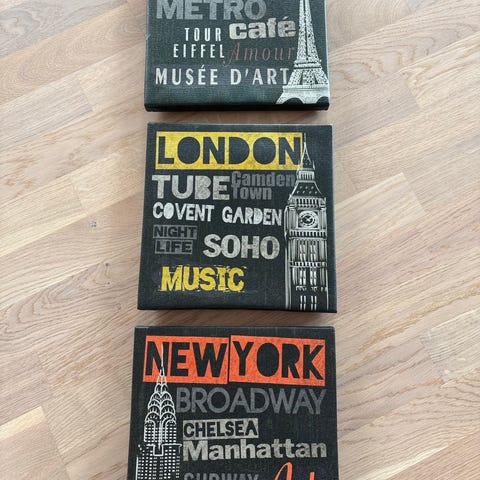 METRO café
TOUR
EIFFEL Amour
MUSÉE D'ART
LONDON
TUBE Camden Town
COVENT GARDEN
NIGHT LIFE SOHO
MUSIC
NEW YORK
BROADWAY
CHELSEA
Manhattan
SUBWAY